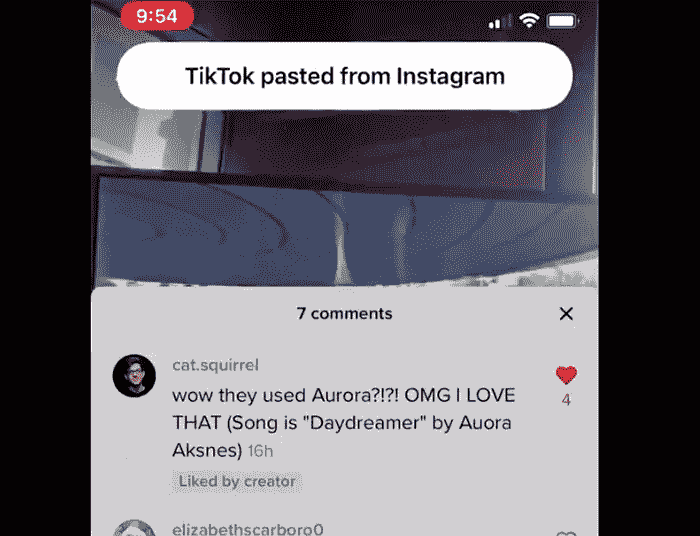 9:54
TikTok pasted from Instagram
7 comments
cat.squirrel
wow they used Aurora?!?! OMG I LOVE
THAT (Song is "Daydreamer" by Auora
Aksnes) 16h
4
Liked by creator
elizabethscarboro0